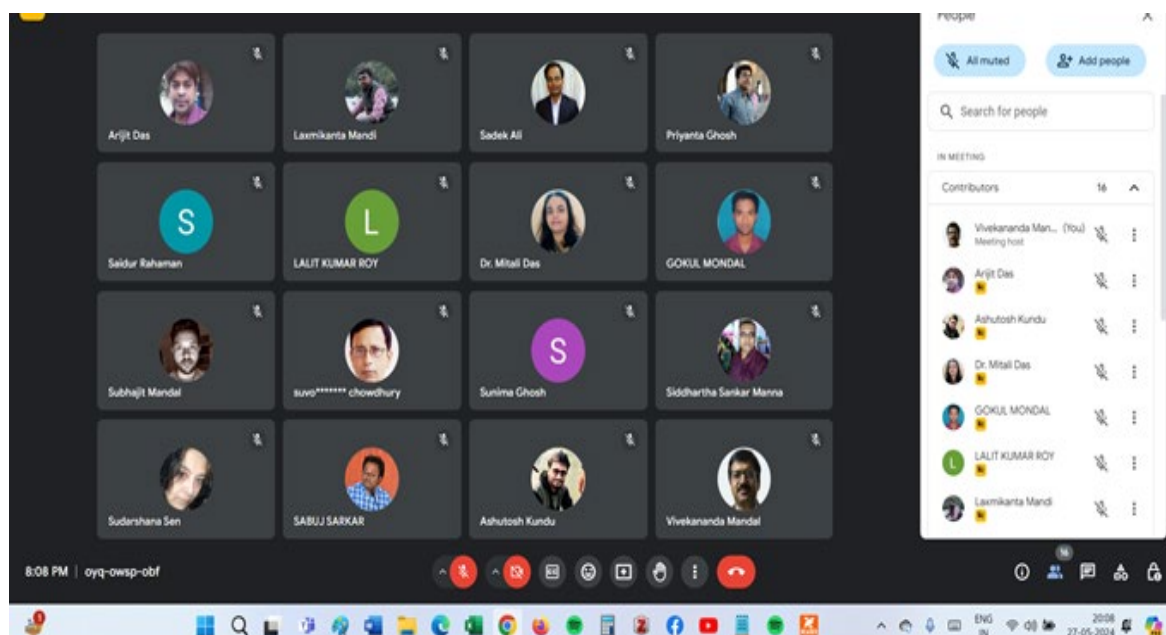 People
All muted
Add people
Search for people
IN MEETING
Contributors 16
Vivekananda Man... (You)
Meeting host
Arijit Das
Ashutosh Kundu
Dr. Mitali Das
GOKUL MONDAL
L LALIT KUMAR ROY
Laxmikanta Mandi
Arijit Das
Laxmikanta Mandi
Sadek Ali
Priyanta Ghosh
S
Saidur Rahaman
L
LALIT KUMAR ROY
Dr. Mitali Das
GOKUL MONDAL
Subhajit Mandal
suvo******* chowdhury
S
Sunima Ghosh
Siddhartha Sankar Manna
Sudarshana Sen
SABUJ SARKAR
Ashutosh Kundu
Vivekananda Mandal
8:08 PM | oyq-owsp-obf
16
ENG
IN
20:08
27-05-2024